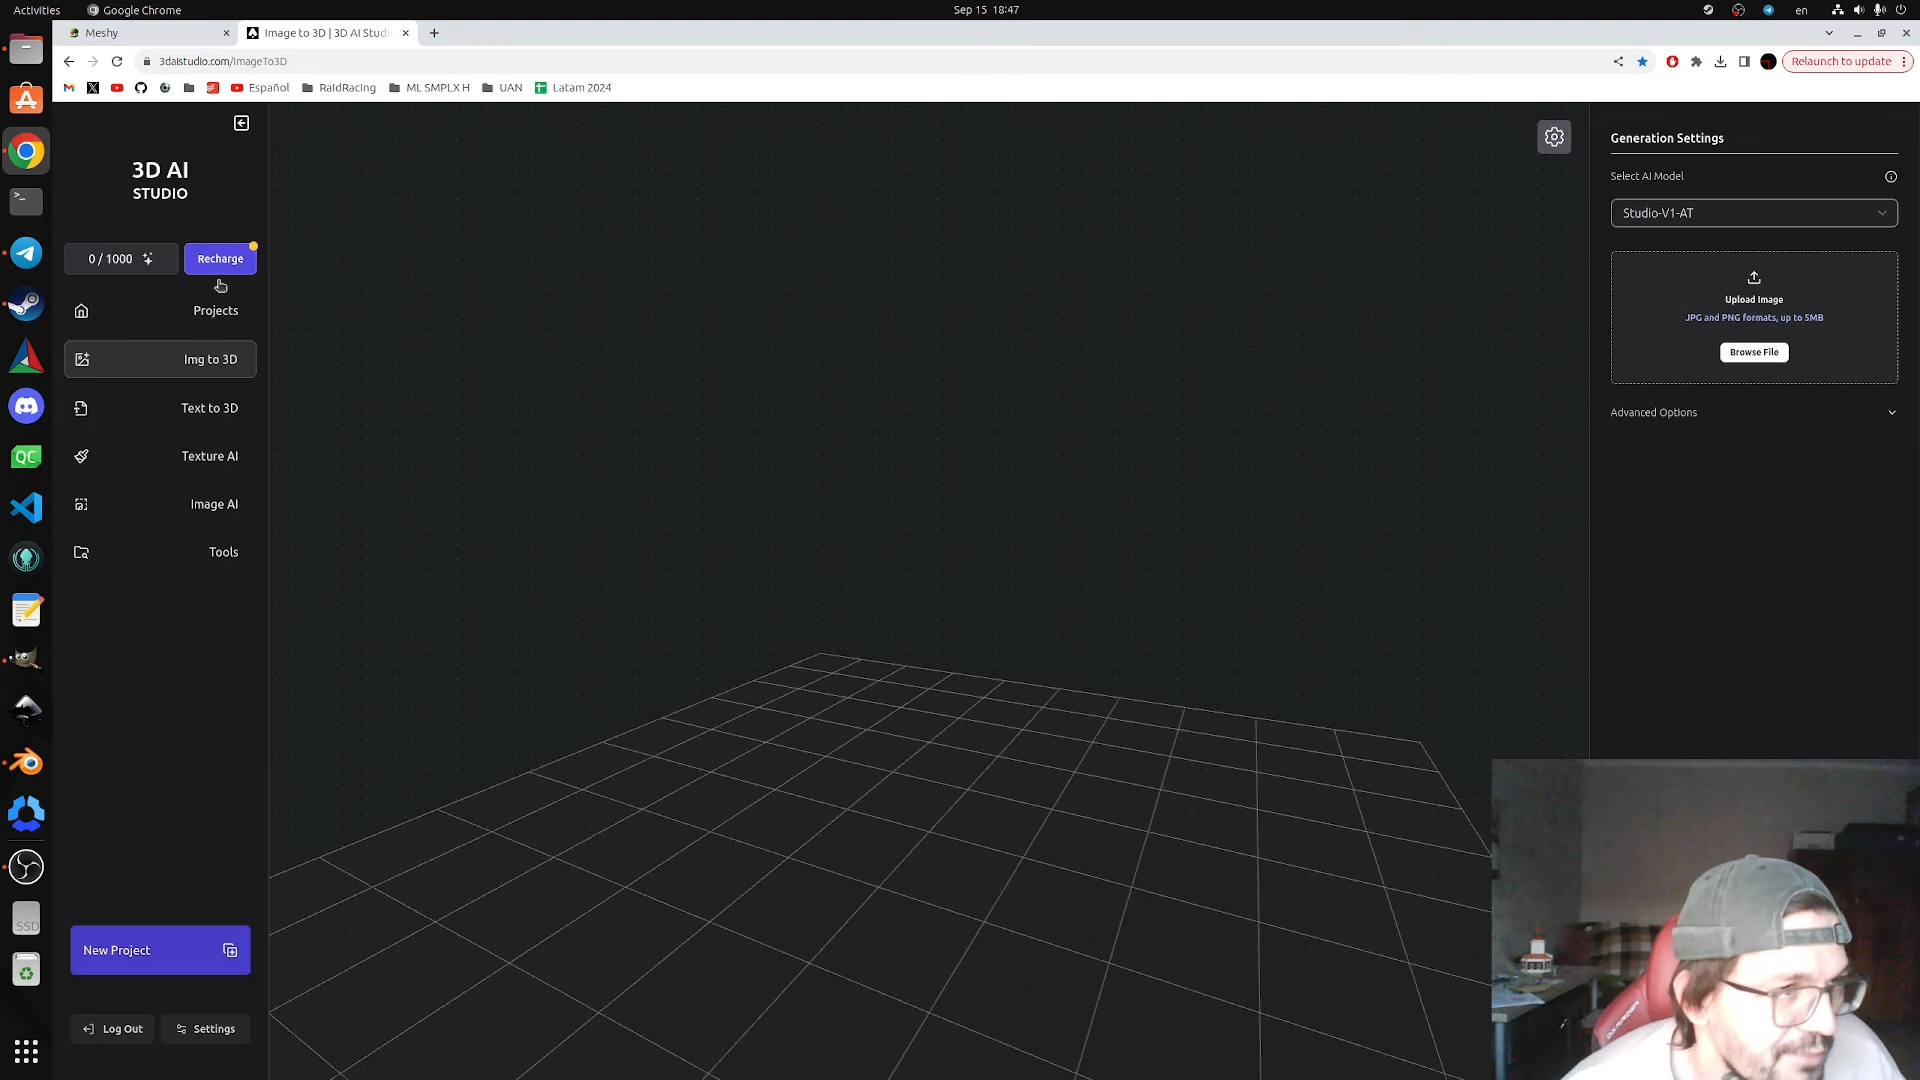 Activities
Google Chrome
Sep 15 18:47
en
Meshy
Image to 3D | 3D AI Studi
3daistudio.com/ImageTo3D
Relaunch to update
Español
RaidRacing
ML SMPLX H
UAN
Latam 2024
3D AI
STUDIO
0 / 1000
Recharge
Projects
Img to 3D
Text to 3D
Texture AI
Image AI
Tools
New Project
Log Out
Settings
Generation Settings
Select AI Model
Studio-V1-AT
Upload Image
JPG and PNG formats, up to 5MB
Browse File
Advanced Options
QC
SSD